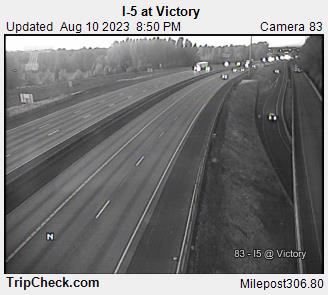 I-5 at Victory
Updated Aug 10 2023 8:50 PM Camera 83
N
83 - I5 @ Victory
TripCheck.com Milepost306.80